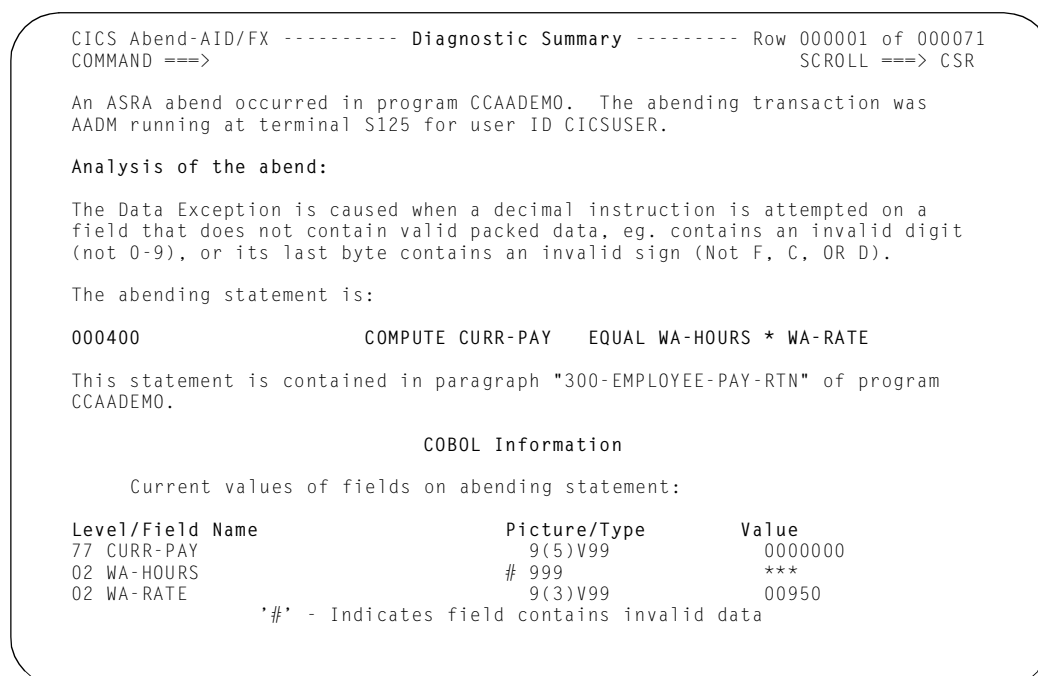 CICS Abend-AID/FX ---------- Diagnostic Summary --------- Row 000001 of 000071
COMMAND ===> SCROLL ===> CSR
An ASRA abend occurred in program CCAADEMO. The abending transaction was
AADM running at terminal S125 for user ID CICSUSER.
Analysis of the abend:
The Data Exception is caused when a decimal instruction is attempted on a
field that does not contain valid packed data, eg. contains an invalid digit
(not 0-9), or its last byte contains an invalid sign (Not F, C, OR D).
The abending statement is:
000400 COMPUTE CURR-PAY EQUAL WA-HOURS * WA-RATE
This statement is contained in paragraph "300-EMPLOYEE-PAY-RTN" of program
CCAADEMO.
COBOL Information
Current values of fields on abending statement:
Level/Field Name Picture/Type Value
77 CURR-PAY 9(5)V99 0000000
02 WA-HOURS # 999 ***
02 WA-RATE 9(3)V99 00950
'#' - Indicates field contains invalid data